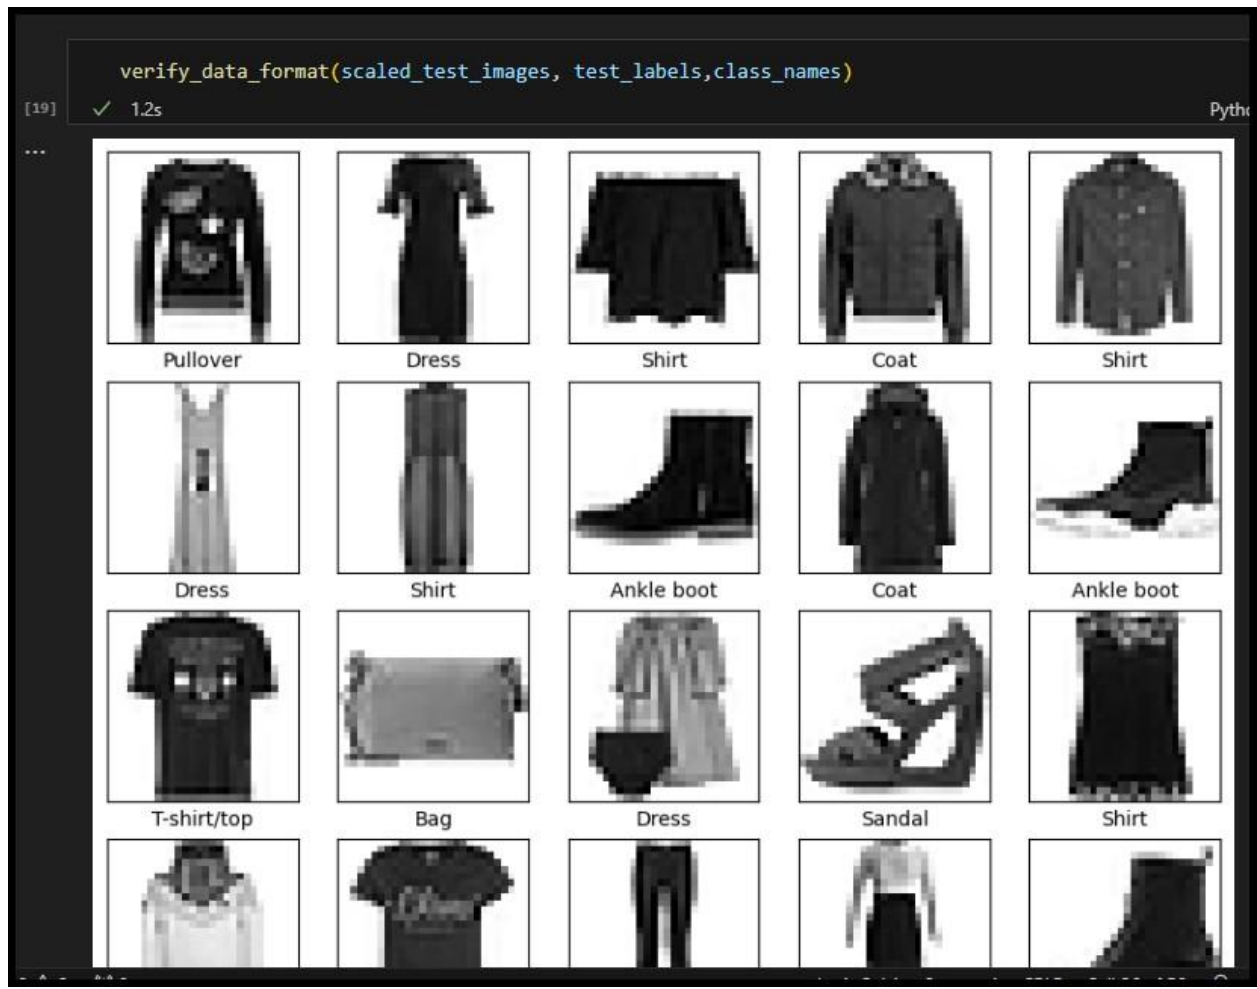 verify_data_format(scaled_test_images, test_labels,class_names)
[19]
✓ 1.2s
...
Pullover Dress Shirt Coat Shirt
Dress Shirt Ankle boot Coat Ankle boot
T-shirt/top Bag Dress Sandal Shirt